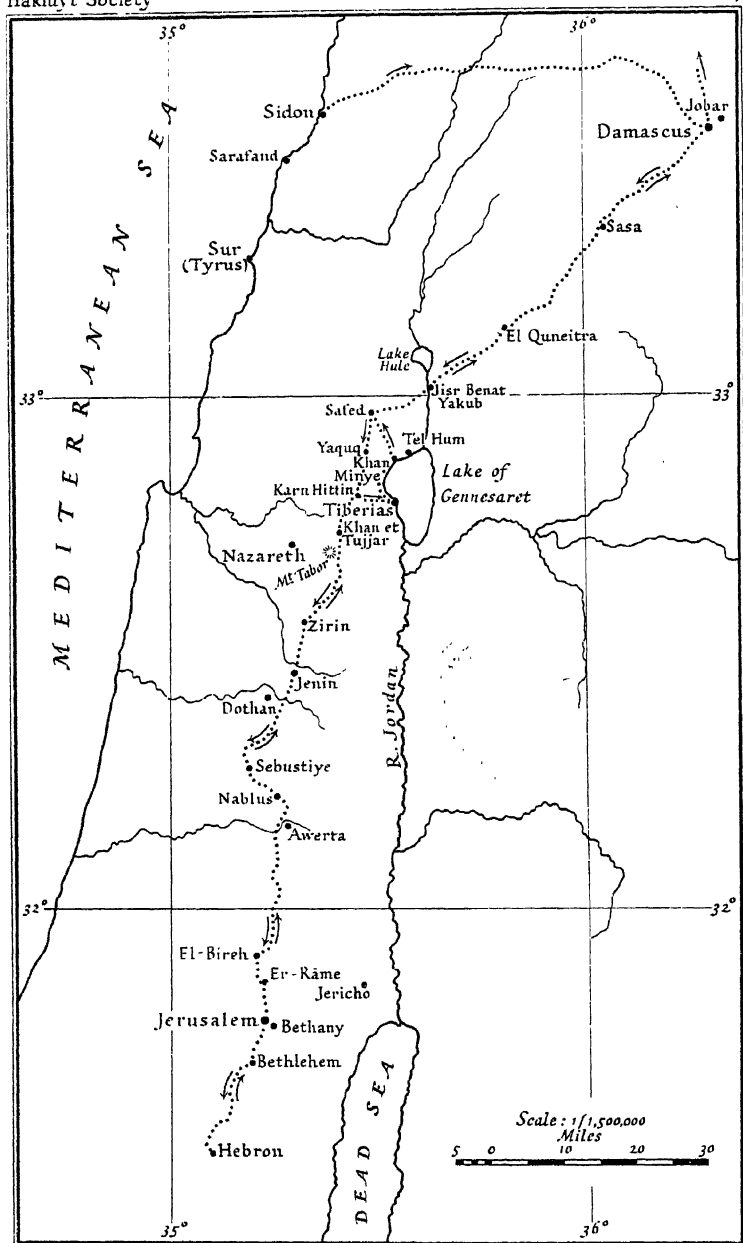 Hakluyt Society
35°
36°
Sidon
Jobar
Damascus
Sarafand
MEDITERRANEAN SEA
Sasa
Sur
(Tyrus)
El Quneitra
Lake
Hule
33°
33°
Jisr Benat
Yakub
Safed
Yaquq
Tel Hum
Khan
Minye
Lake of
Gennesaret
Karn Hittin
Tiberias
Khan et
Tujjar
Nazareth
Mt Tabor
Zirin
Jenin
R. Jordan
Dothan
Sebustiye
Nablus
Awerta
32°
32°
El-Bireh
Er-Râme
Jericho
Jerusalem
Bethany
Bethlehem
DEAD SEA
Scale: 1/1,500,000
Miles
5 0 10 20 30
Hebron
35°
36°